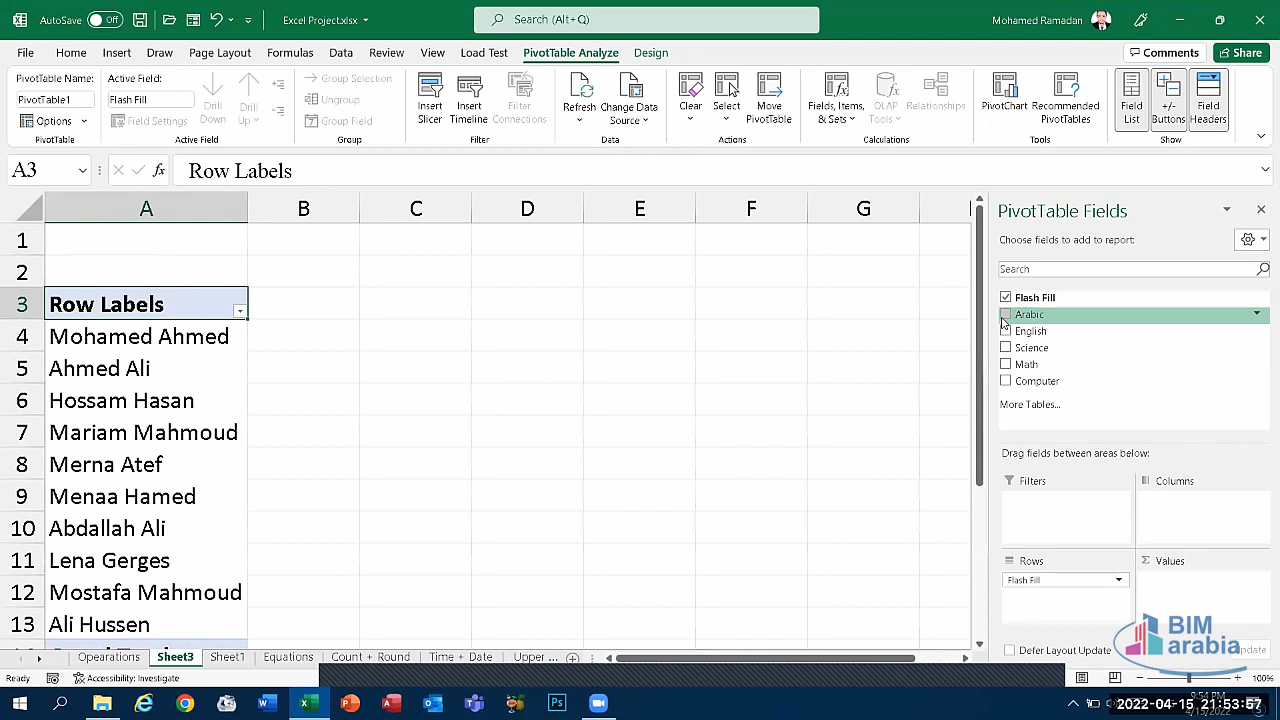 AutoSave Off Excel Project.xlsx Search (Alt+Q) Mohamed Ramadan
File Home Insert Draw Page Layout Formulas Data Review View Load Test PivotTable Analyze Design Comments Share
PivotTable Name:
PivotTable1
Options
PivotTable
Active Field:
Flash Fill
Field Settings
Drill Down
Drill Up
Active Field
Group Selection
Ungroup
Group Field
Group
Insert Slicer
Insert Timeline
Filter Connections
Filter
Refresh
Change Data Source
Data
Clear
Select
Move PivotTable
Actions
Fields, Items, & Sets
OLAP Tools
Relationships
Calculations
PivotChart
Recommended PivotTables
Tools
Field List
+/- Buttons
Field Headers
Show
A3 fx Row Labels
A B C D E F G
1
2
3 Row Labels
4 Mohamed Ahmed
5 Ahmed Ali
6 Hossam Hasan
7 Mariam Mahmoud
8 Merna Atef
9 Menaa Hamed
10 Abdallah Ali
11 Lena Gerges
12 Mostafa Mahmoud
13 Ali Hussen
PivotTable Fields
Choose fields to add to report:
Search
Flash Fill
Arabic
English
Science
Math
Computer
More Tables...
Drag fields between areas below:
Filters
Columns
Rows
Flash Fill
Σ Values
Defer Layout Update
BIM
arabia
Operations Sheet3 Sheet1 Equations Count + Round Time + Date Upper ...
Ready Accessibility: Investigate 100%
9:54 PM
2022-04-15 21:53:57
4/15/2022